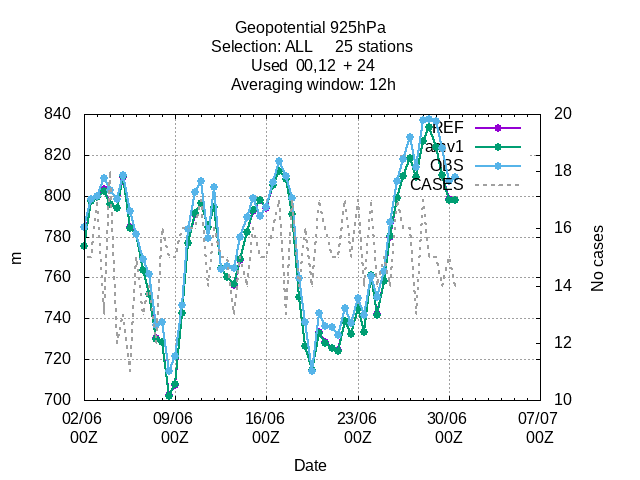 Geopotential 925hPa
Selection: ALL 25 stations
Used 00,12 + 24
Averaging window: 12h
840
820
800
780
760
740
720
700
m
20
18
16
14
12
10
No cases
REF
OBS
CASES
02/06 09/06 16/06 23/06 30/06 07/07
00Z 00Z 00Z 00Z 00Z 00Z
Date